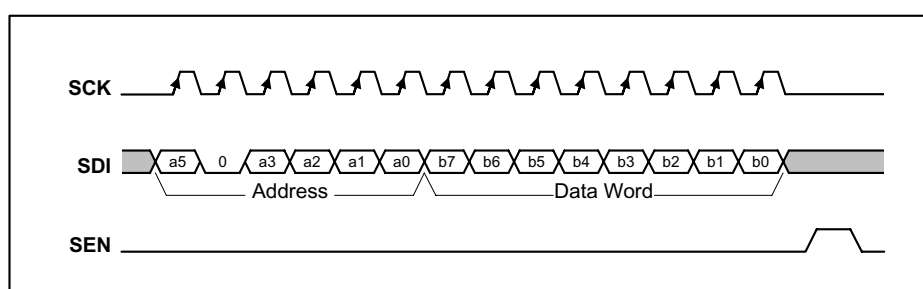 SCK
SDI a5 0 a3 a2 a1 a0 b7 b6 b5 b4 b3 b2 b1 b0
Address Data Word
SEN